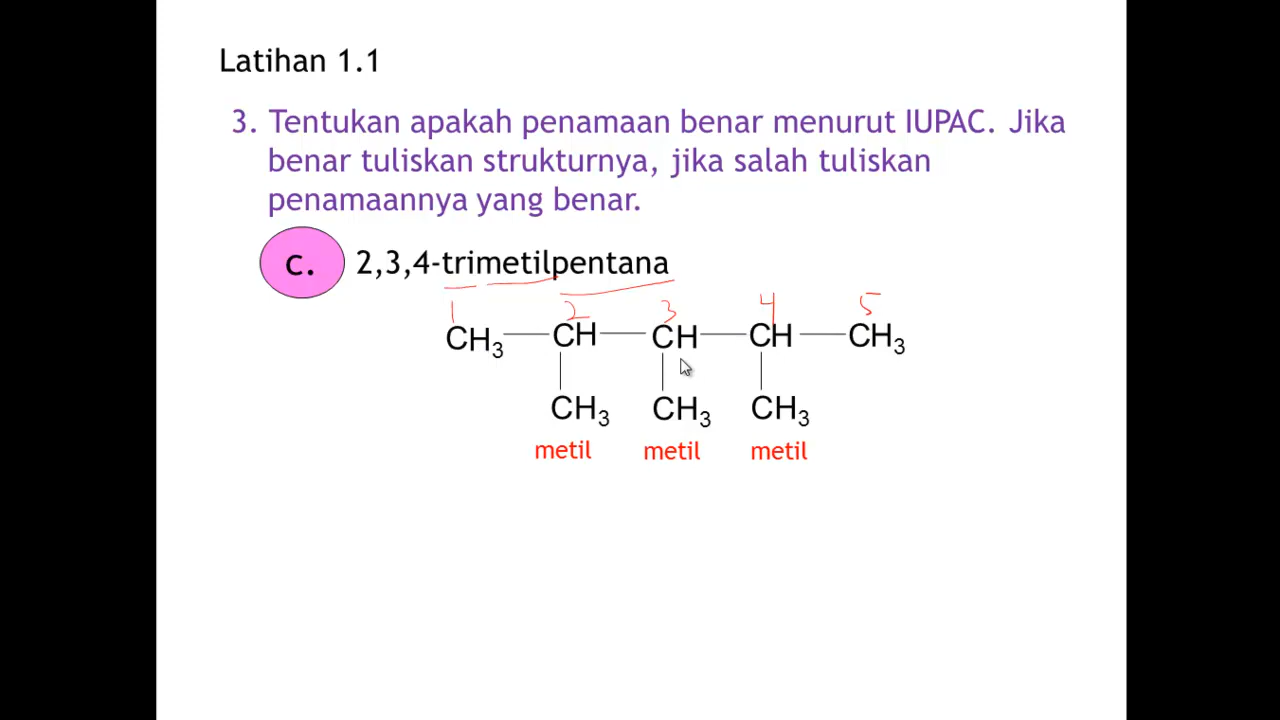 Latihan 1.1
3. Tentukan apakah penamaan benar menurut IUPAC. Jika
benar tuliskan strukturnya, jika salah tuliskan
penamaannya yang benar.
c. 2,3,4-trimetilpentana
1 2 3 4 5
CH₃ CH CH CH CH₃
CH₃ CH₃ CH₃
metil metil metil